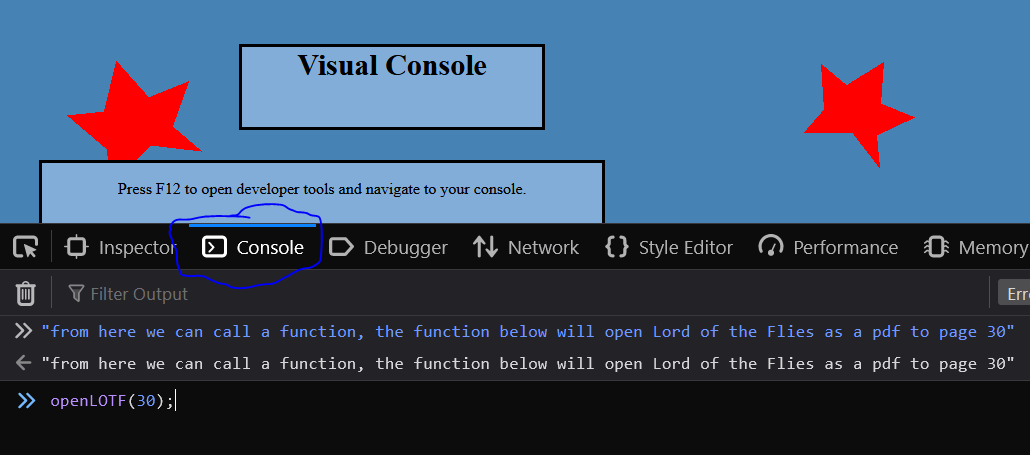 Visual Console
Press F12 to open developer tools and navigate to your console.
Inspector Console Debugger Network Style Editor Performance Memory
Filter Output
"from here we can call a function, the function below will open Lord of the Flies as a pdf to page 30"
"from here we can call a function, the function below will open Lord of the Flies as a pdf to page 30"
openLOTF(30);